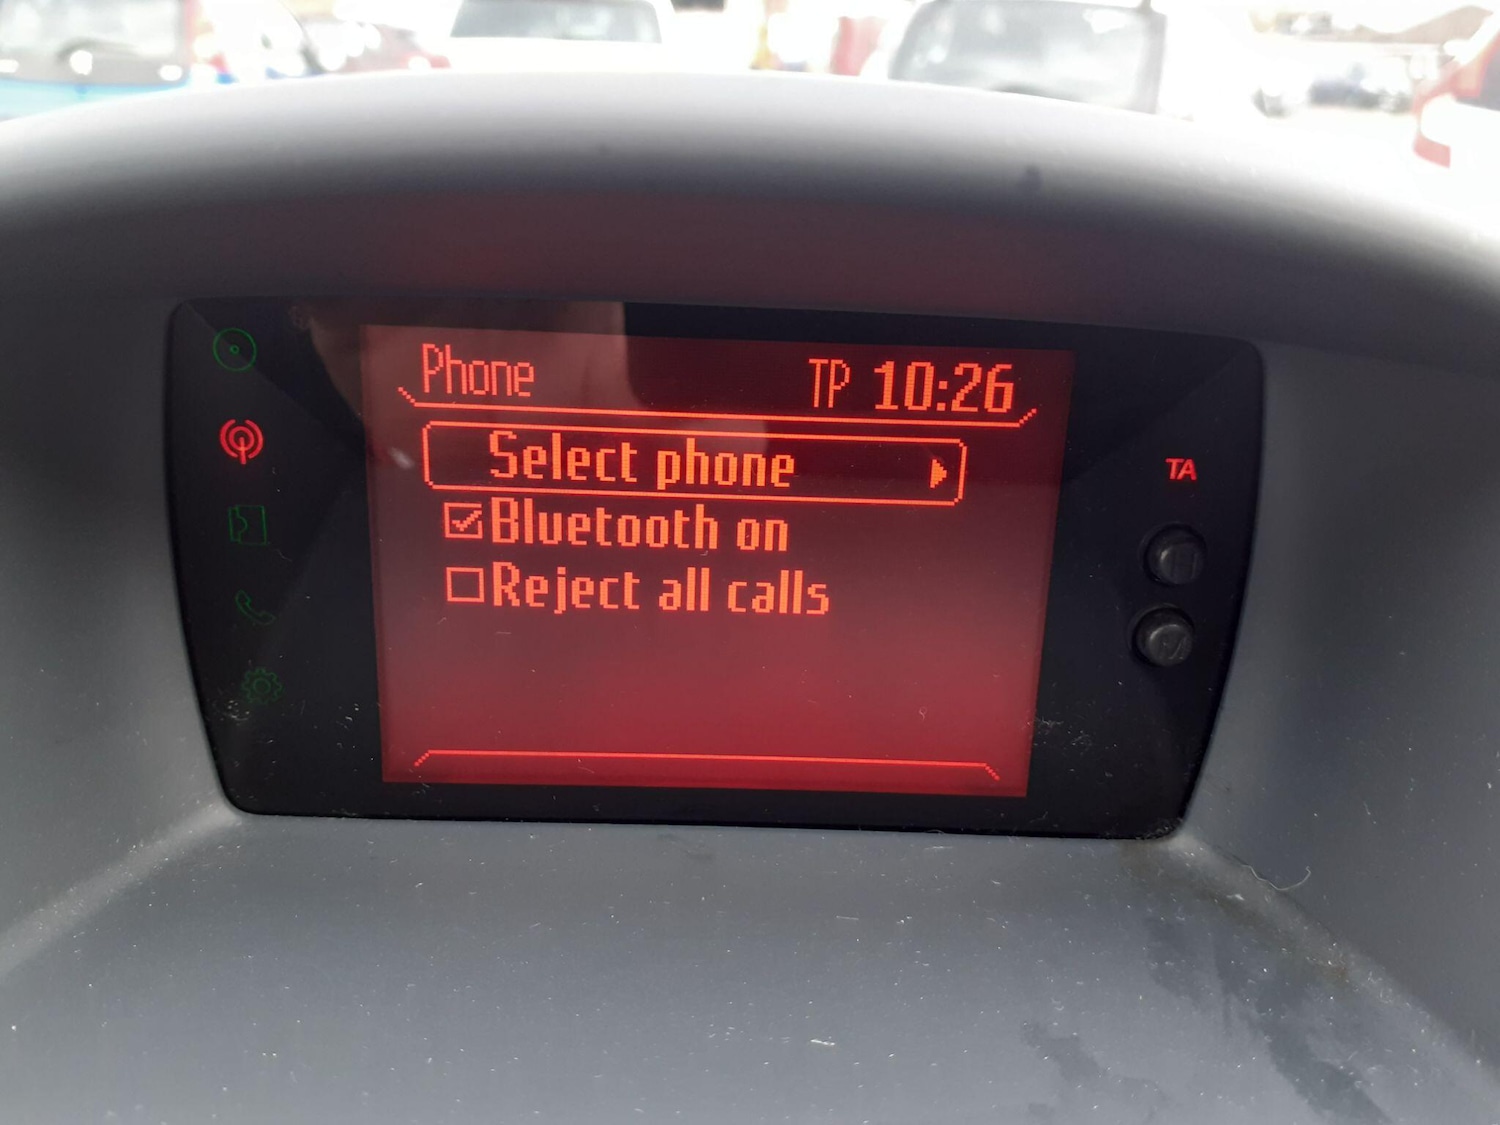 Phone TP 10:26
Select phone
Bluetooth on
Reject all calls
TA